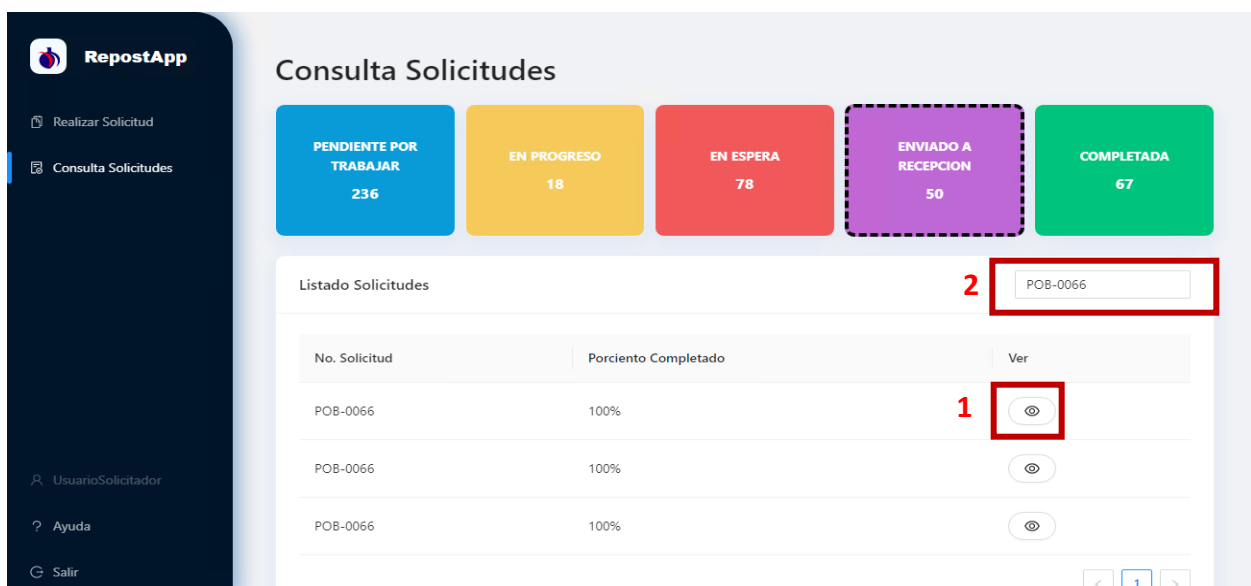 RepostApp
Realizar Solicitud
Consulta Solicitudes
UsuarioSolicitador
Ayuda
Salir
Consulta Solicitudes
PENDIENTE POR
TRABAJAR
236
EN PROGRESO
18
EN ESPERA
78
ENVIADO A
RECEPCION
50
COMPLETADA
67
Listado Solicitudes
2
POB-0066
No. Solicitud Porciento Completado Ver
POB-0066 100% 1
POB-0066 100%
POB-0066 100%
< 1 >